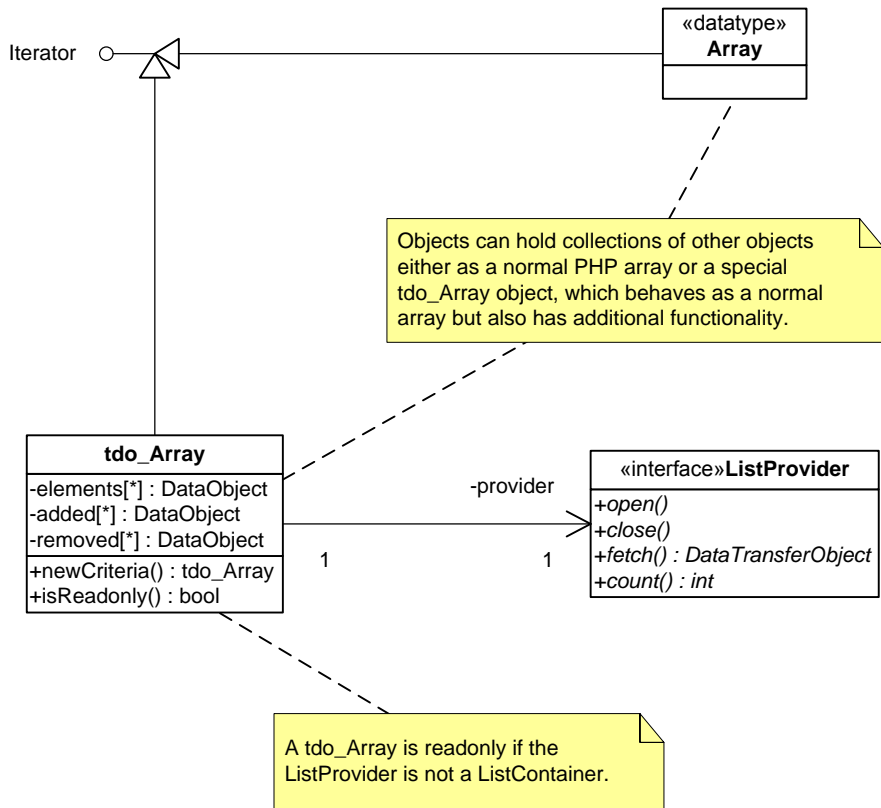 «datatype»
Array
Iterator
Objects can hold collections of other objects
either as a normal PHP array or a special
tdo_Array object, which behaves as a normal
array but also has additional functionality.
tdo_Array
-elements[*] : DataObject
-added[*] : DataObject
-removed[*] : DataObject
+newCriteria() : tdo_Array
+isReadonly() : bool
-provider
1
1
«interface»ListProvider
+open()
+close()
+fetch() : DataTransferObject
+count() : int
A tdo_Array is readonly if the
ListProvider is not a ListContainer.